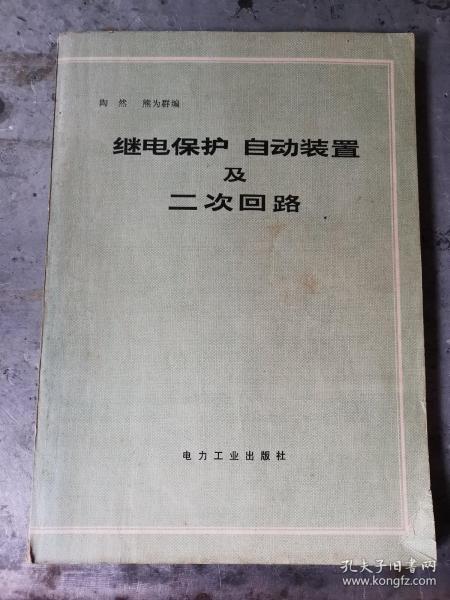 陶然 熊为群编
继电保护 自动装置
及
二次回路
电力工业出版社
孔夫子旧书网
www.kongfz.com